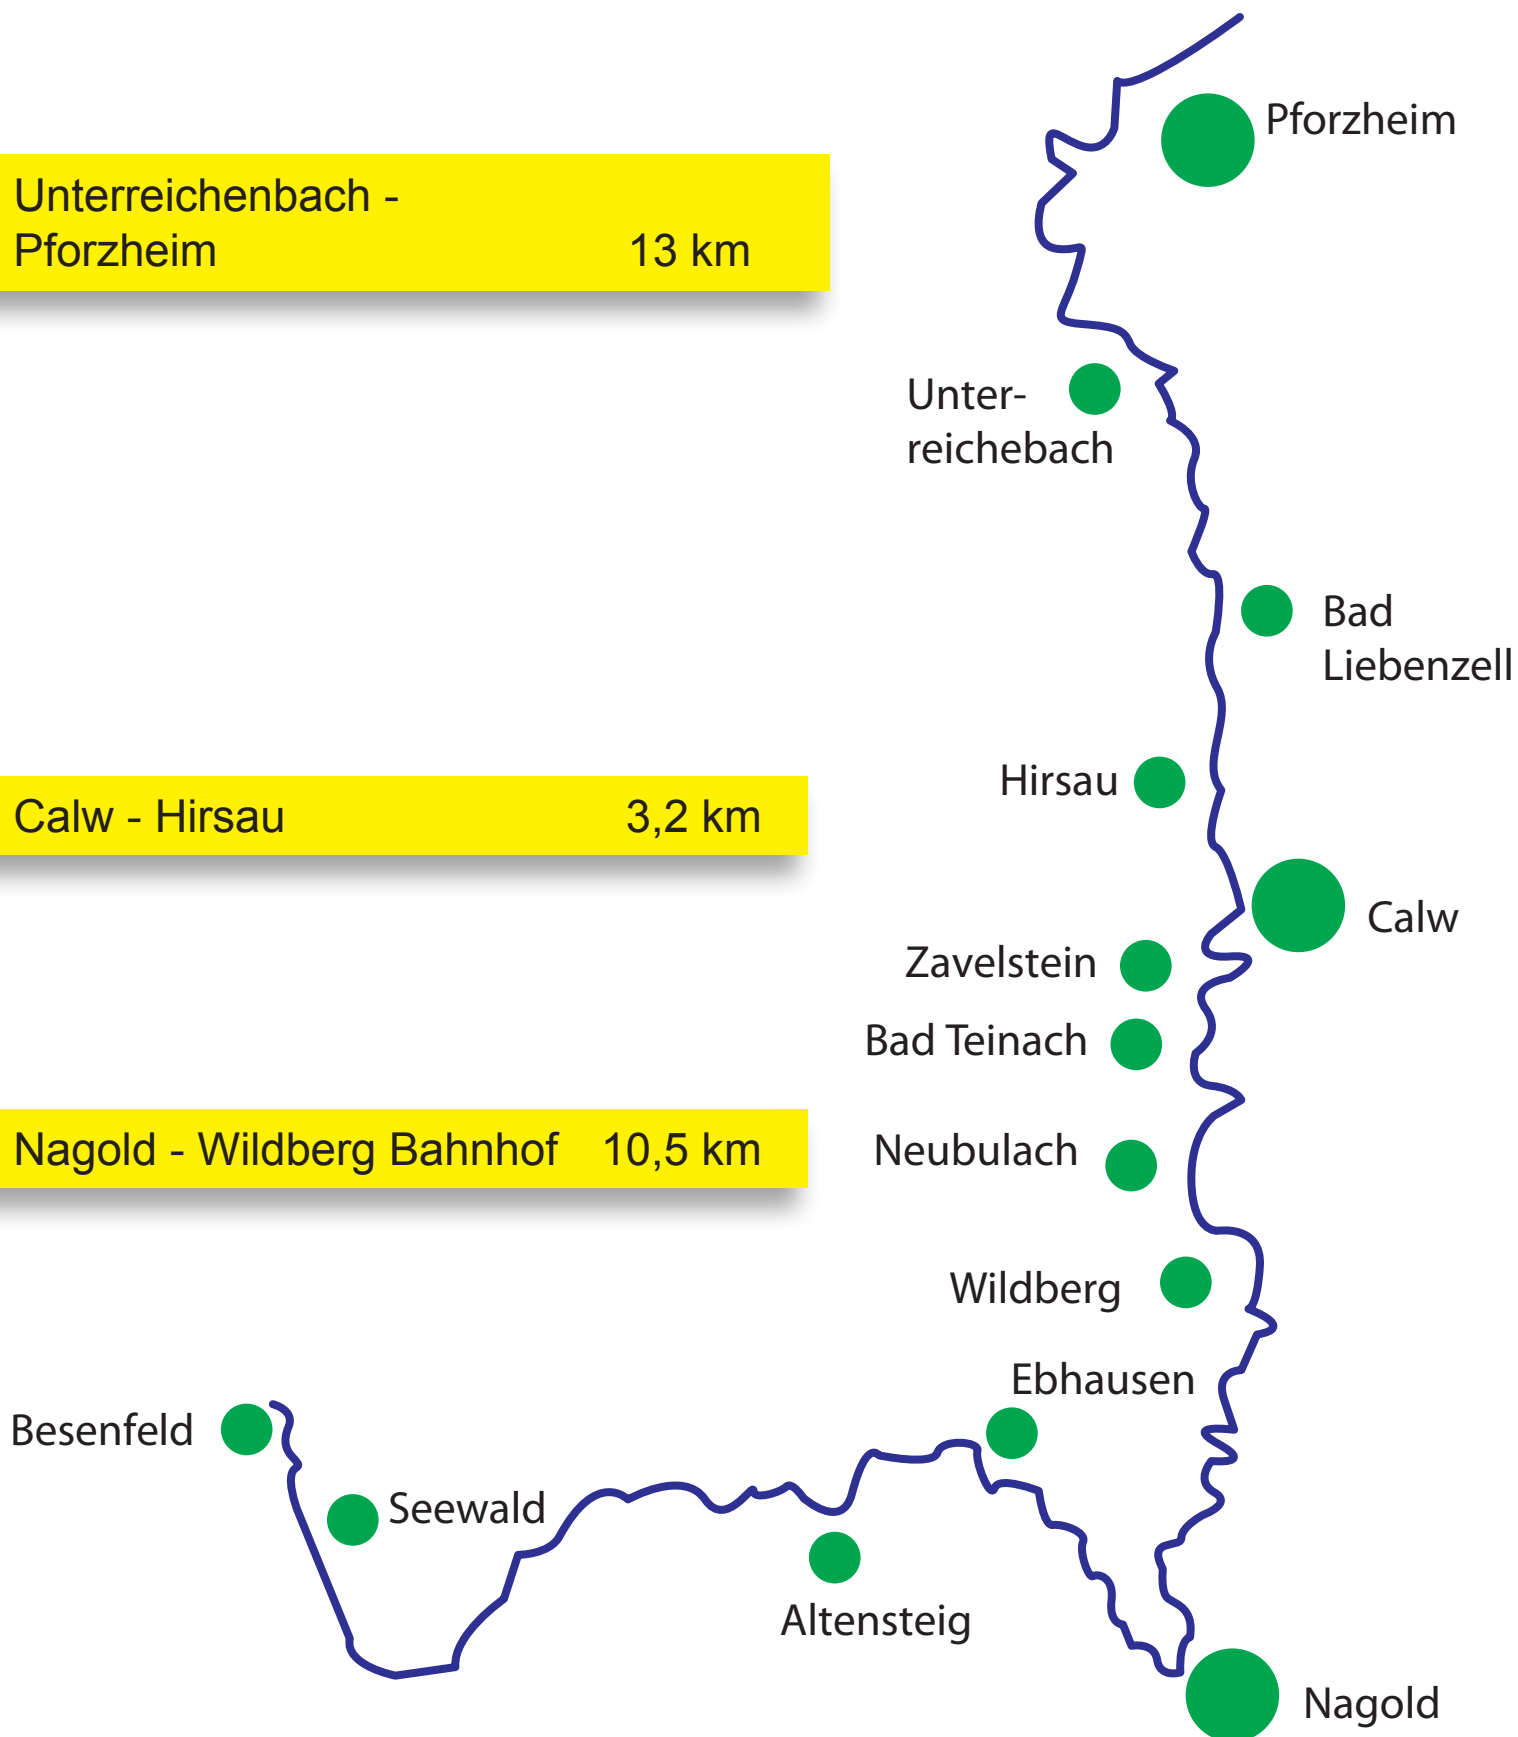 Pforzheim
Unterreichenbach -
Pforzheim 13 km
Unter-
reichebach
Bad
Liebenzell
Hirsau
Calw - Hirsau 3,2 km
Calw
Zavelstein
Bad Teinach
Nagold - Wildberg Bahnhof 10,5 km
Neubulach
Wildberg
Ebhausen
Besenfeld
Seewald
Altensteig
Nagold